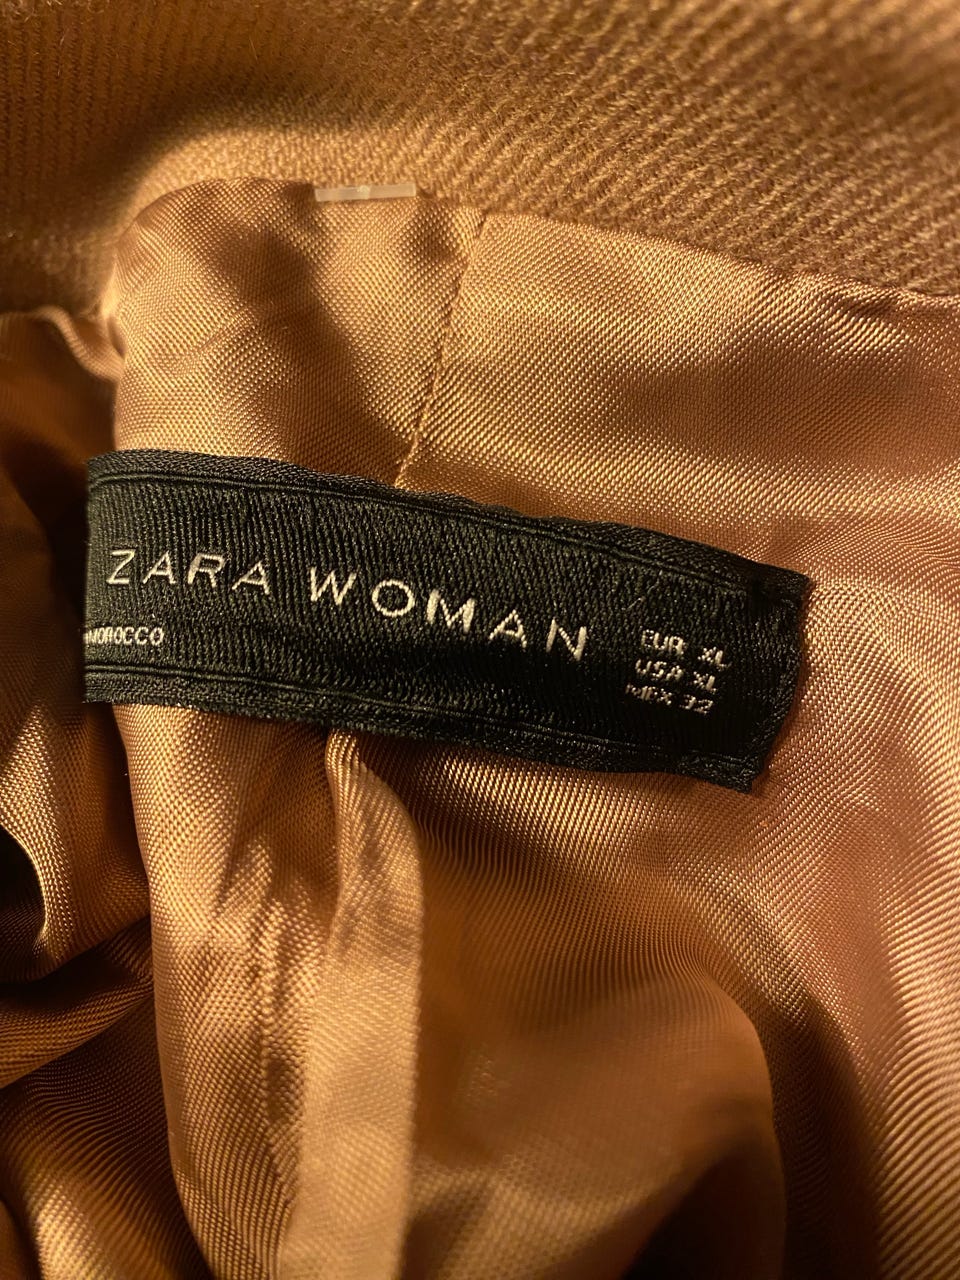 ZARA WOMAN
MOROCCO
EUR XL
USA XL
MEX 32